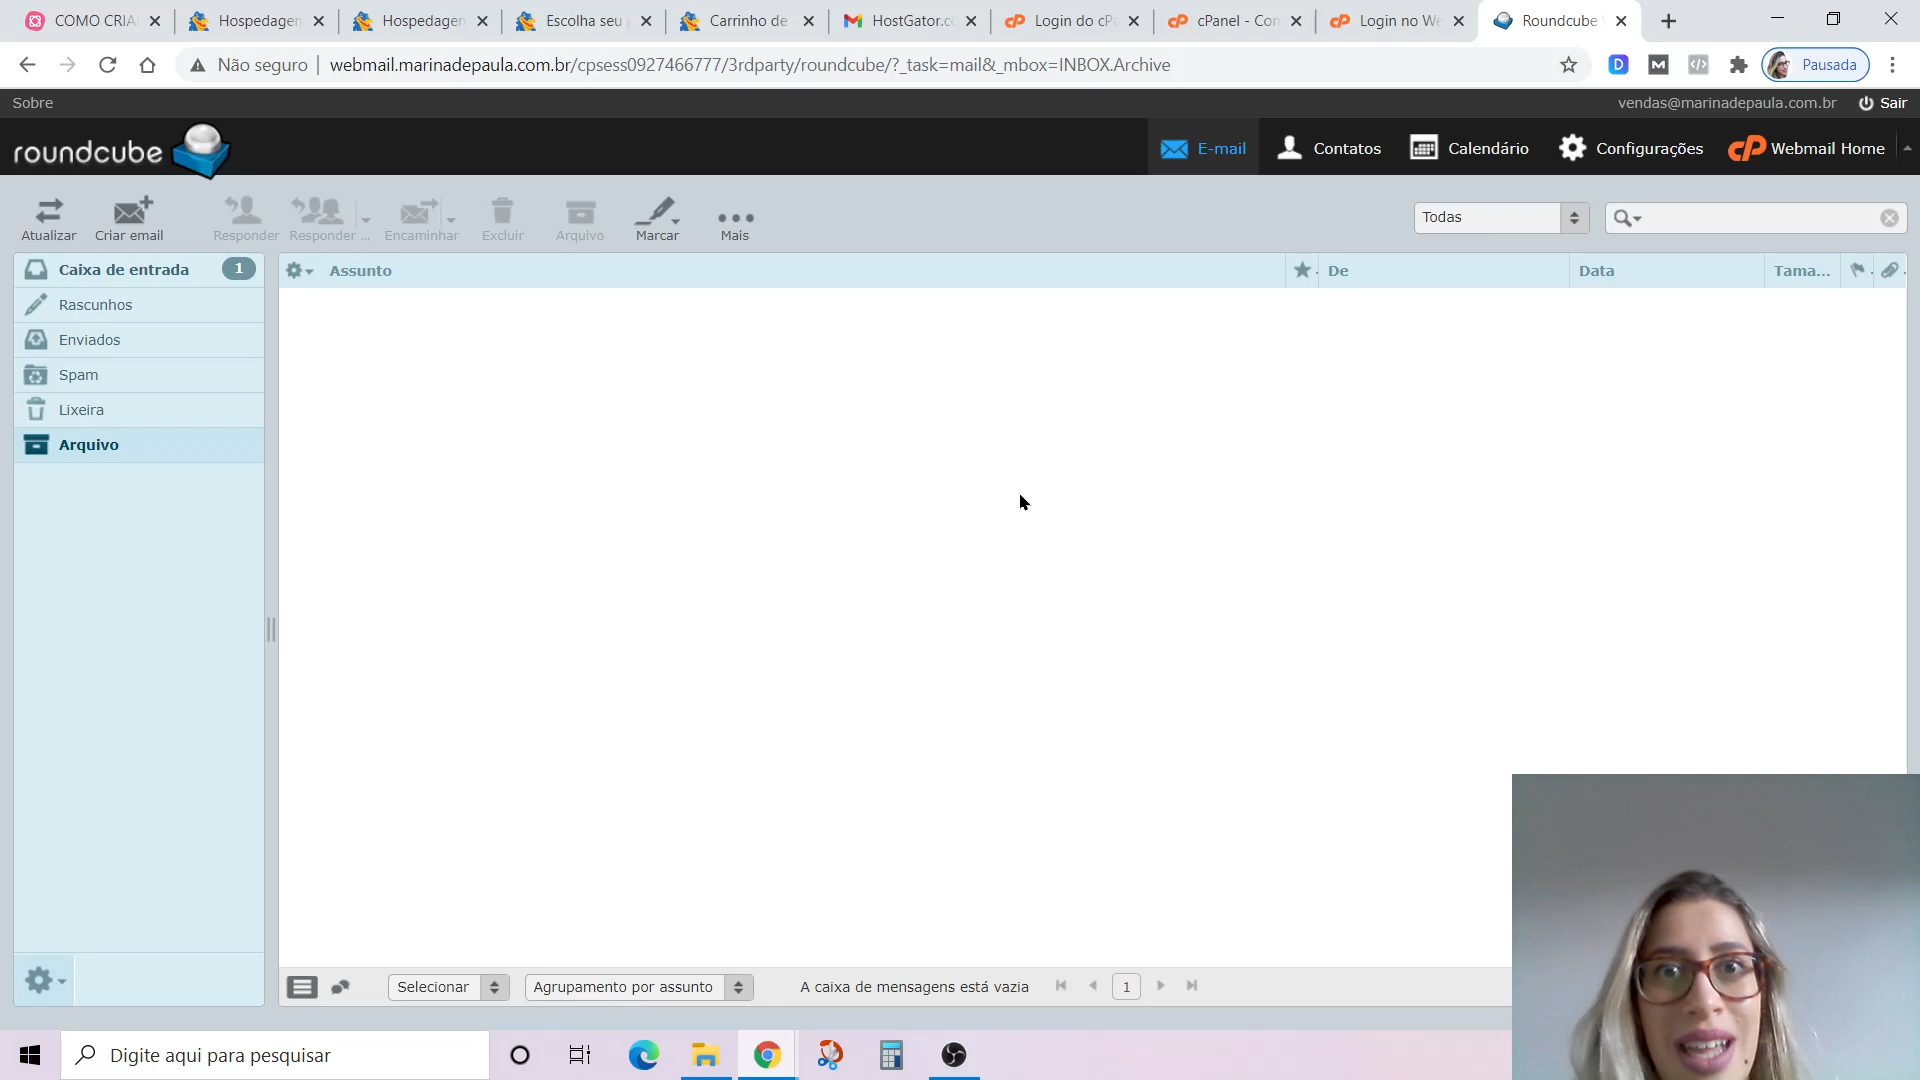 COMO CRIA
Hospedagen
Hospedagen
Escolha seu
Carrinho de
HostGator.co
Login do cPa
cPanel - Con
Login no We
Roundcube
Não seguro
webmail.marinadepaula.com.br/cpsess0927466777/3rdparty/roundcube/?_task=mail&_mbox=INBOX.Archive
Pausada
Sobre
vendas@marinadepaula.com.br
Sair
roundcube
E-mail
Contatos
Calendário
Configurações
cP Webmail Home
Atualizar
Criar email
Responder
Responder ...
Encaminhar
Excluir
Arquivo
Marcar
Mais
Todas
Caixa de entrada
1
Rascunhos
Enviados
Spam
Lixeira
Arquivo
Assunto
De
Data
Tama...
Selecionar
Agrupamento por assunto
A caixa de mensagens está vazia
1
Digite aqui para pesquisar